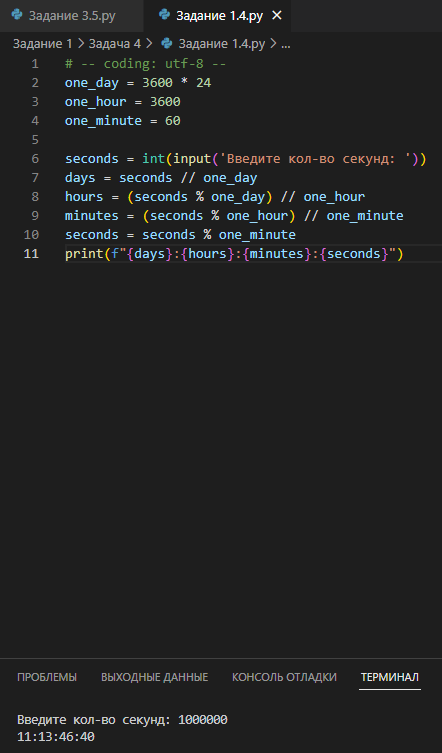 Задание 3.5.py Задание 1.4.py ×
Задание 1 > Задача 4 > Задание 1.4.py > ...
1 # -- coding: utf-8 --
2 one_day = 3600 * 24
3 one_hour = 3600
4 one_minute = 60
5
6 seconds = int(input('Введите кол-во секунд: '))
7 days = seconds // one_day
8 hours = (seconds % one_day) // one_hour
9 minutes = (seconds % one_hour) // one_minute
10 seconds = seconds % one_minute
11 print(f"{days}:{hours}:{minutes}:{seconds}")
ПРОБЛЕМЫ ВЫХОДНЫЕ ДАННЫЕ КОНСОЛЬ ОТЛАДКИ ТЕРМИНАЛ
Введите кол-во секунд: 1000000
11:13:46:40